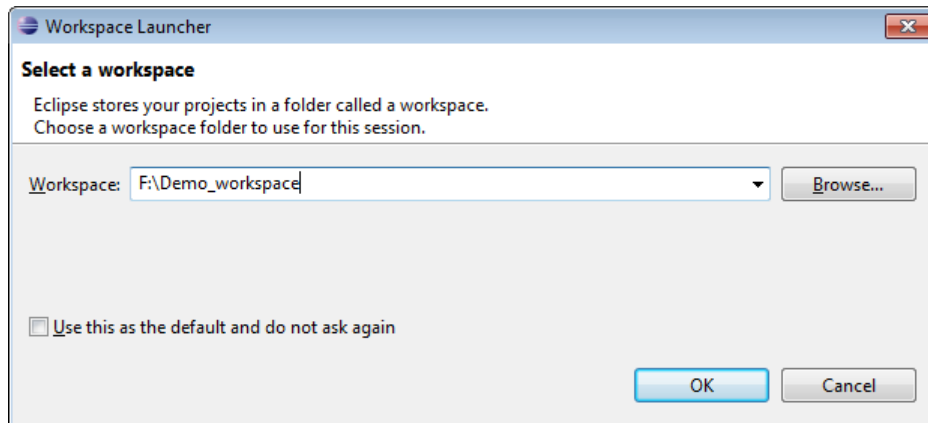 Workspace Launcher
Select a workspace
Eclipse stores your projects in a folder called a workspace.
Choose a workspace folder to use for this session.
Workspace: F:\Demo_workspace Browse...
Use this as the default and do not ask again
OK Cancel